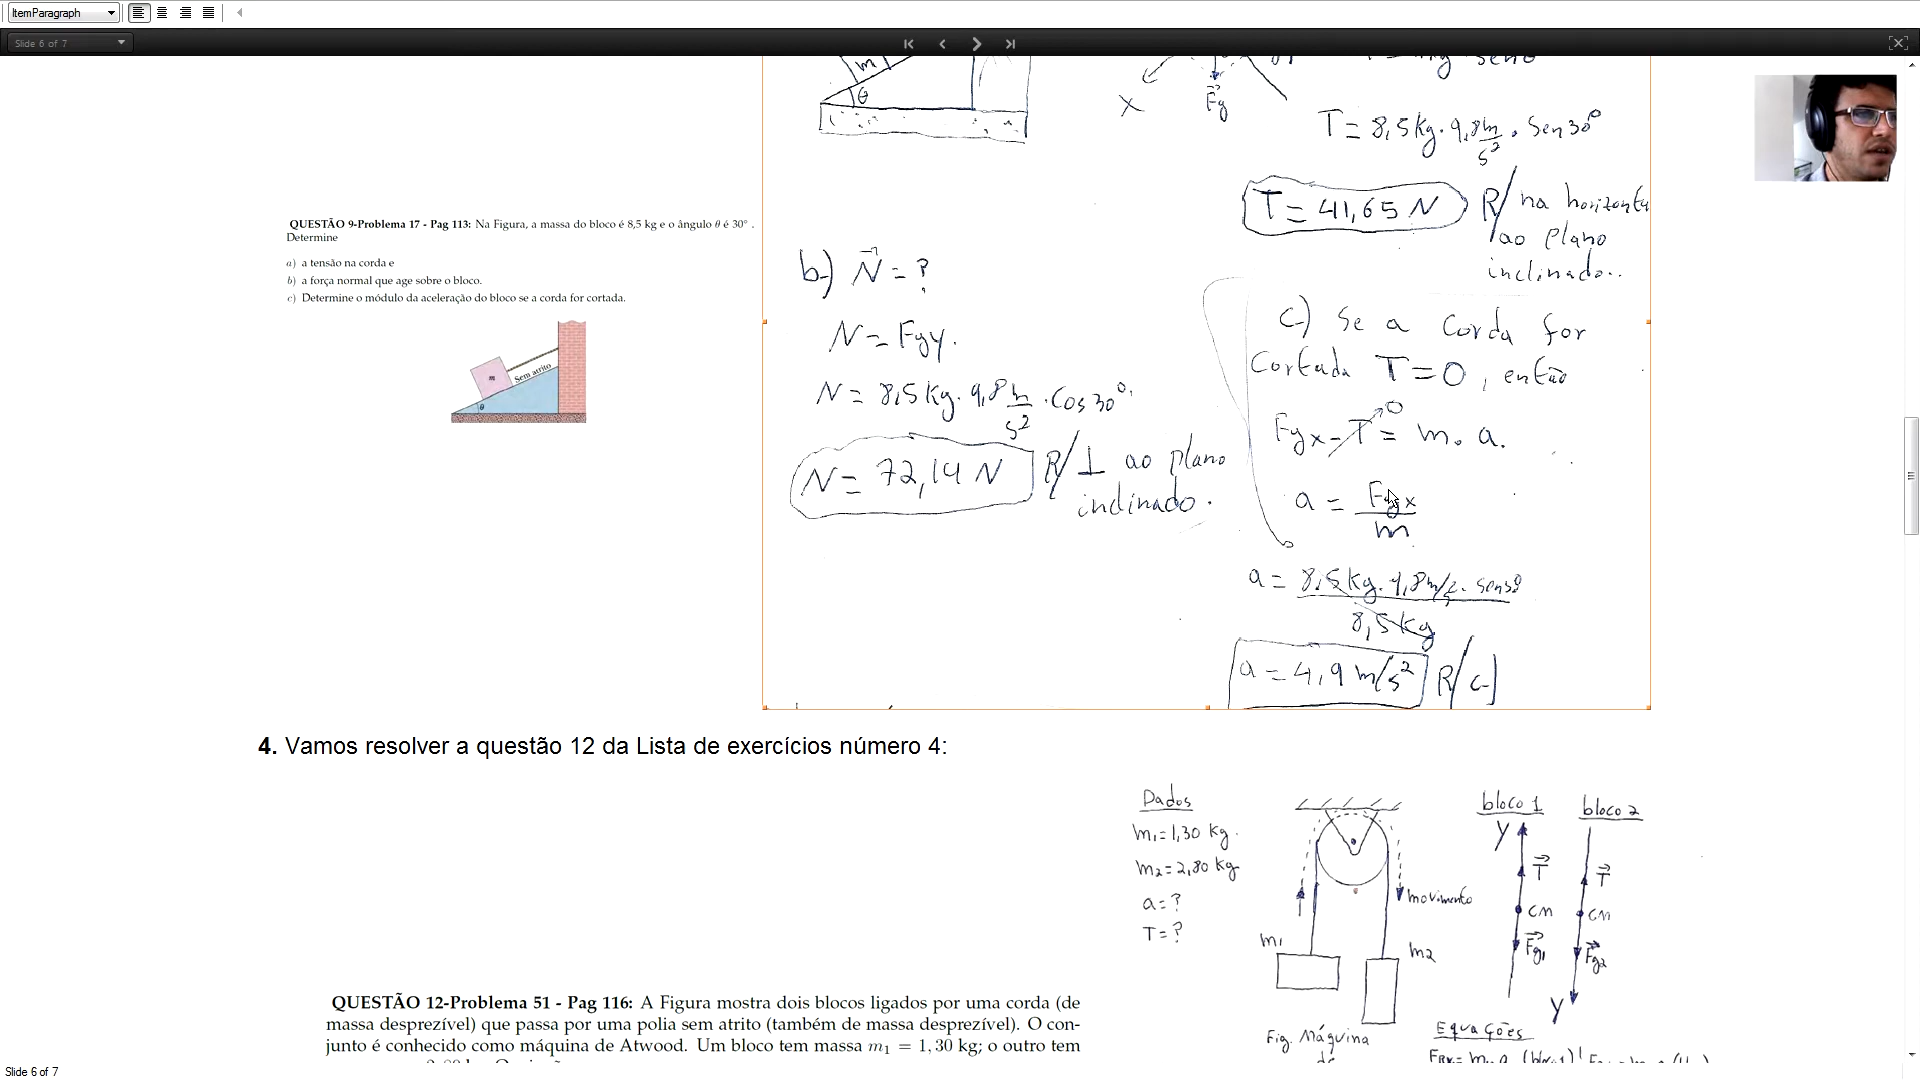 ItemParagraph
Slide 6 of 7
m
θ
X
Fg
T = 8,5 kg . 9,8 m/s² . Sen 30°
T = 41,65 N R/ na horizonta
ao plano
inclinado..
QUESTÃO 9-Problema 17 - Pag 113: Na Figura, a massa do bloco é 8,5 kg e o ângulo θ é 30° .
Determine
a) a tensão na corda e
b) a força normal que age sobre o bloco.
c) Determine o módulo da aceleração do bloco se a corda for cortada.
m
Sem atrito
θ
b) N = ?
N = Fgy.
N = 8,5 kg . 9,8 m/s² . Cos 30°.
N = 72,14 N R/ ⊥ ao plano
inclinado.
c) Se a Corda for
Cortada T = 0, então
Fgx - T = m. a.
0
a = Fgx/m
a = 8,5 kg . 9,8 m/s² . sen30°
8,5 kg
a = 4,9 m/s² R/ c)
4. Vamos resolver a questão 12 da Lista de exercícios número 4:
Dados
m1 = 1,30 kg.
m2 = 2,80 kg
a = ?
T = ?
movimento
m1
m2
Fig. Máquina
de
bloco 1
Y
T
CM
Fg1
bloco 2
T
CM
Fg2
Y
Equações
QUESTÃO 12-Problema 51 - Pag 116: A Figura mostra dois blocos ligados por uma corda (de
massa desprezível) que passa por uma polia sem atrito (também de massa desprezível). O con-
junto é conhecido como máquina de Atwood. Um bloco tem massa m₁ = 1, 30 kg; o outro tem
Slide 6 of 7